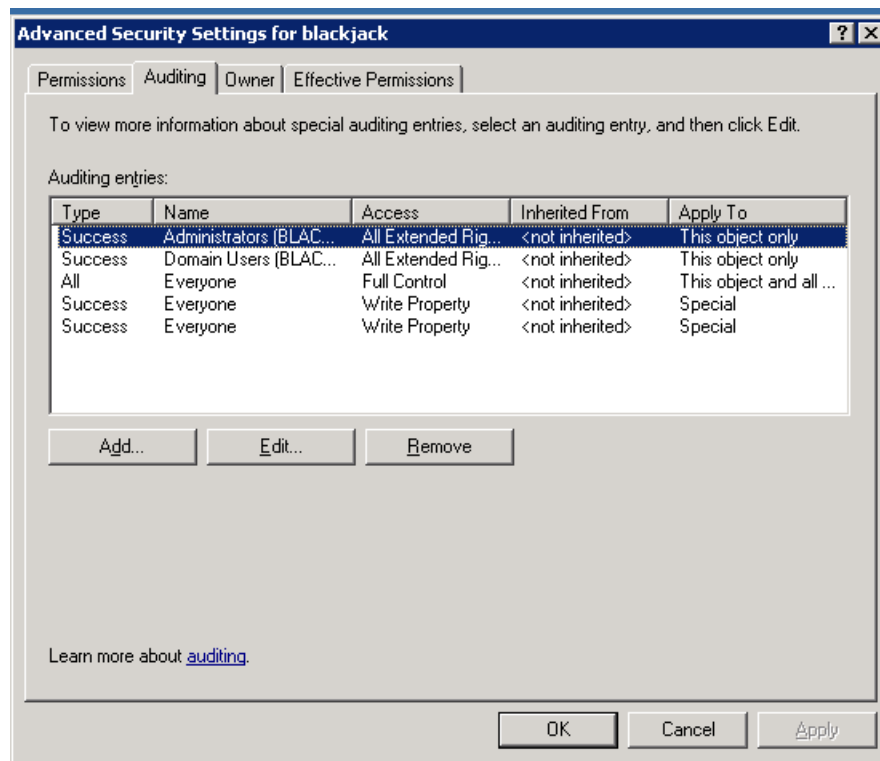 Advanced Security Settings for blackjack
Permissions Auditing Owner Effective Permissions
To view more information about special auditing entries, select an auditing entry, and then click Edit.
Auditing entries:
Type Name Access Inherited From Apply To
Success Administrators (BLAC... All Extended Rig... <not inherited> This object only
Success Domain Users (BLAC... All Extended Rig... <not inherited> This object only
All Everyone Full Control <not inherited> This object and all ...
Success Everyone Write Property <not inherited> Special
Success Everyone Write Property <not inherited> Special
Add... Edit... Remove
Learn more about auditing.
OK Cancel Apply